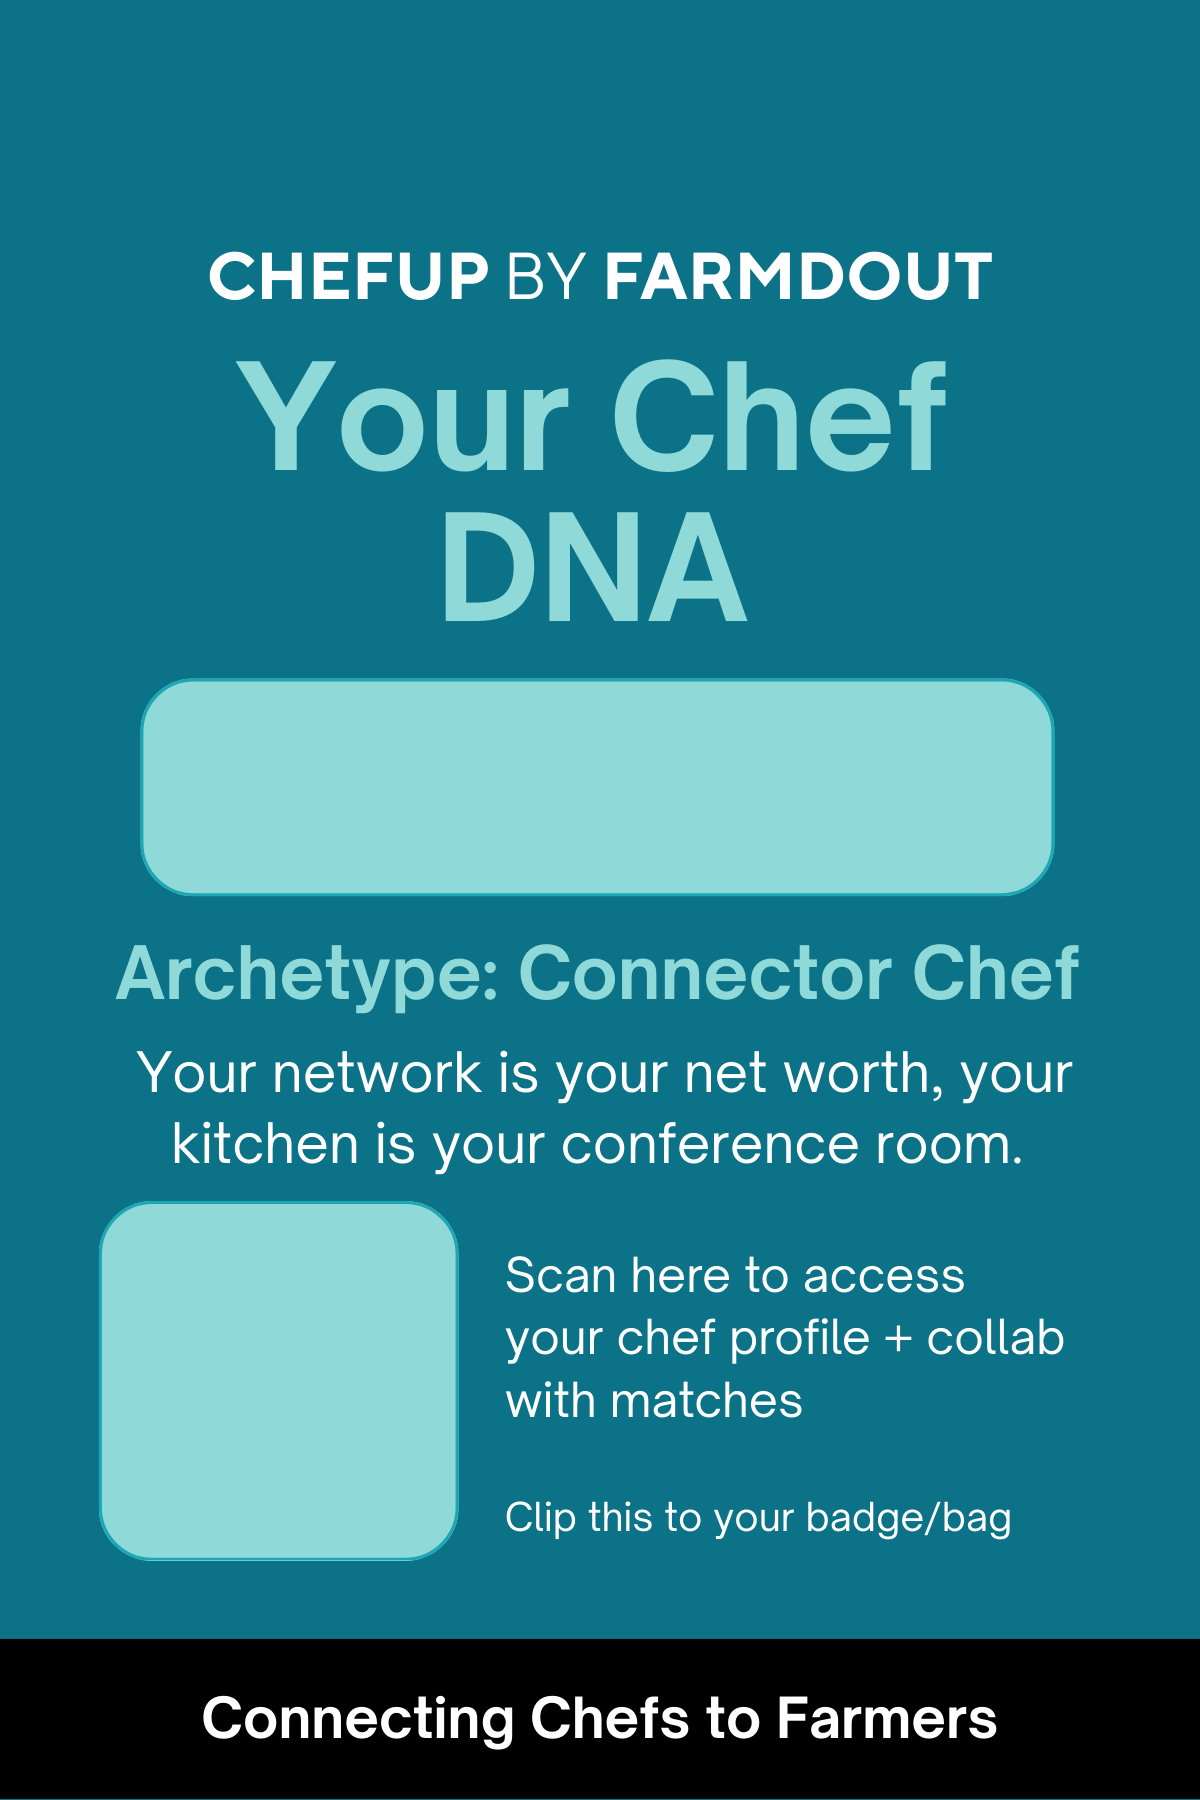 CHEFUP BY FARMDOUT
Your Chef
DNA
Archetype: Connector Chef
Your network is your net worth, your
kitchen is your conference room.
Scan here to access
your chef profile + collab
with matches
Clip this to your badge/bag
Connecting Chefs to Farmers